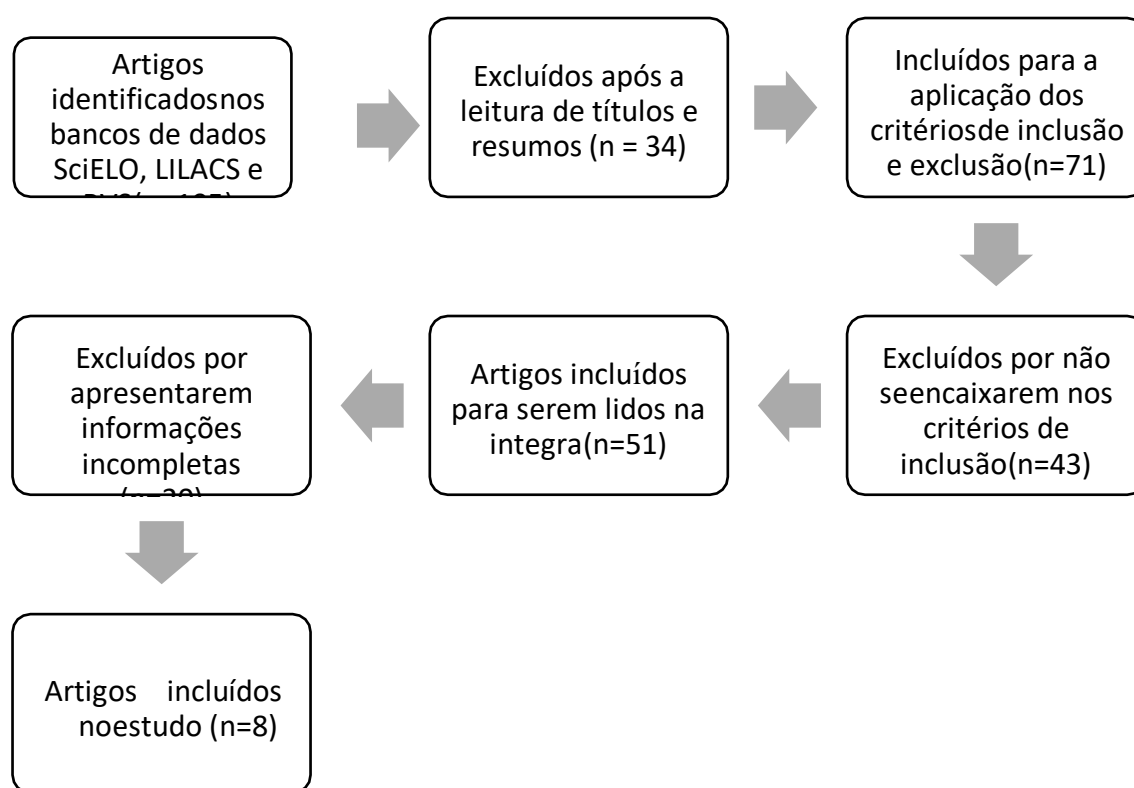 Artigos
identificadosnos
bancos de dados
SciELO, LILACS e
Excluídos após a
leitura de títulos e
resumos (n = 34)
Incluídos para a
aplicação dos
critériosde inclusão
e exclusão(n=71)
Excluídos por não
seencaixarem nos
critérios de
inclusão(n=43)
Artigos incluídos
para serem lidos na
integra(n=51)
Excluídos por
apresentarem
informações
incompletas
Artigos incluídos
noestudo (n=8)